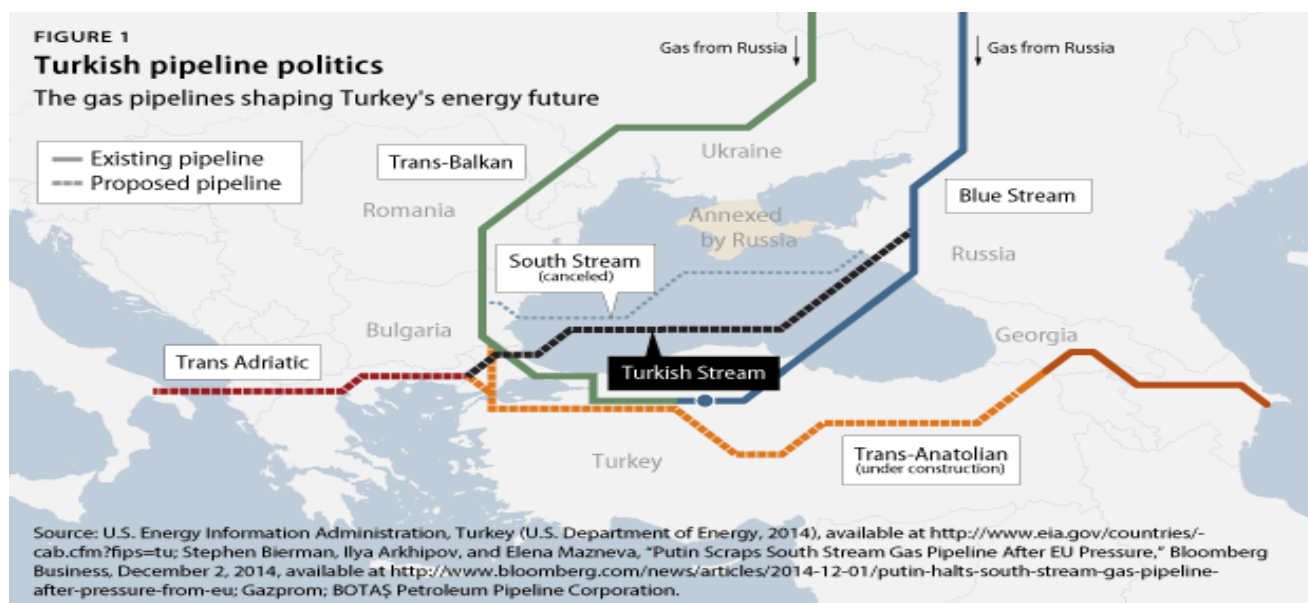 FIGURE 1
Turkish pipeline politics
The gas pipelines shaping Turkey's energy future
Gas from Russia
Gas from Russia
Existing pipeline
Proposed pipeline
Trans-Balkan
Ukraine
Blue Stream
Romania
Annexed
by Russia
South Stream
(canceled)
Russia
Bulgaria
Georgia
Trans Adriatic
Turkish Stream
Turkey
Trans-Anatolian
(under construction)
Source: U.S. Energy Information Administration, Turkey (U.S. Department of Energy, 2014), available at http://www.eia.gov/countries/-
cab.cfm?fips=tu; Stephen Bierman, Ilya Arkhipov, and Elena Mazneva, “Putin Scraps South Stream Gas Pipeline After EU Pressure,” Bloomberg
Business, December 2, 2014, available at http://www.bloomberg.com/news/articles/2014-12-01/putin-halts-south-stream-gas-pipeline-
after-pressure-from-eu; Gazprom; BOTAŞ Petroleum Pipeline Corporation.